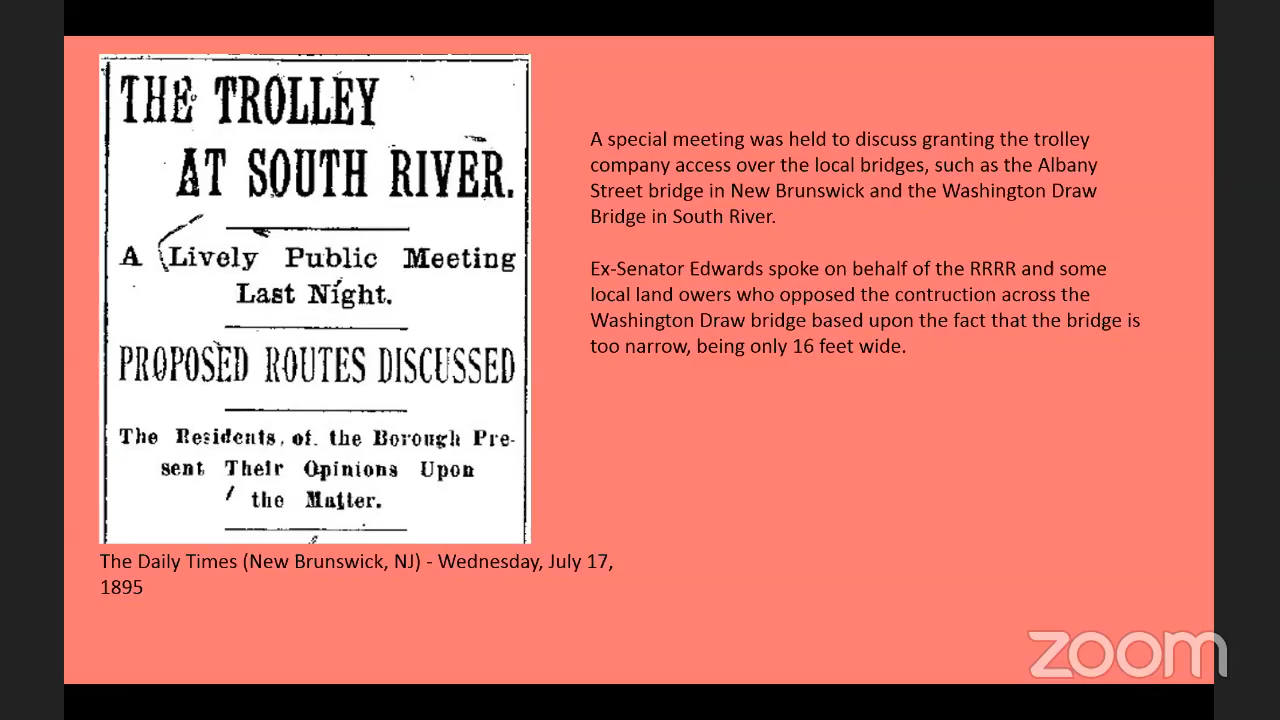 THE TROLLEY
AT SOUTH RIVER.
A Lively Public Meeting
Last Night.
PROPOSED ROUTES DISCUSSED
The Residents of the Borough Pre-
sent Their Opinions Upon
the Matter.
The Daily Times (New Brunswick, NJ) - Wednesday, July 17,
1895
A special meeting was held to discuss granting the trolley
company access over the local bridges, such as the Albany
Street bridge in New Brunswick and the Washington Draw
Bridge in South River.
Ex-Senator Edwards spoke on behalf of the RRRR and some
local land owers who opposed the contruction across the
Washington Draw bridge based upon the fact that the bridge is
too narrow, being only 16 feet wide.
zoom